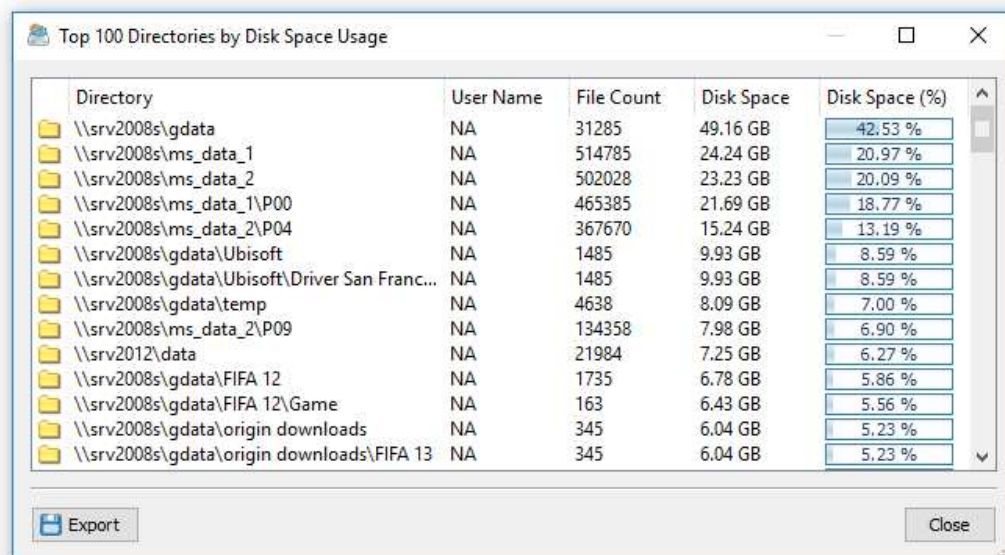 Top 100 Directories by Disk Space Usage
Directory User Name File Count Disk Space Disk Space (%)
\\srv2008s\gdata NA 31285 49.16 GB 42.53 %
\\srv2008s\ms_data_1 NA 514785 24.24 GB 20.97 %
\\srv2008s\ms_data_2 NA 502028 23.23 GB 20.09 %
\\srv2008s\ms_data_1\P00 NA 465385 21.69 GB 18.77 %
\\srv2008s\ms_data_2\P04 NA 367670 15.24 GB 13.19 %
\\srv2008s\gdata\Ubisoft NA 1485 9.93 GB 8.59 %
\\srv2008s\gdata\Ubisoft\Driver San Franc... NA 1485 9.93 GB 8.59 %
\\srv2008s\gdata\temp NA 4638 8.09 GB 7.00 %
\\srv2008s\ms_data_2\P09 NA 134358 7.98 GB 6.90 %
\\srv2012\data NA 21984 7.25 GB 6.27 %
\\srv2008s\gdata\FIFA 12 NA 1735 6.78 GB 5.86 %
\\srv2008s\gdata\FIFA 12\Game NA 163 6.43 GB 5.56 %
\\srv2008s\gdata\origin downloads NA 345 6.04 GB 5.23 %
\\srv2008s\gdata\origin downloads\FIFA 13 NA 345 6.04 GB 5.23 %
Export Close